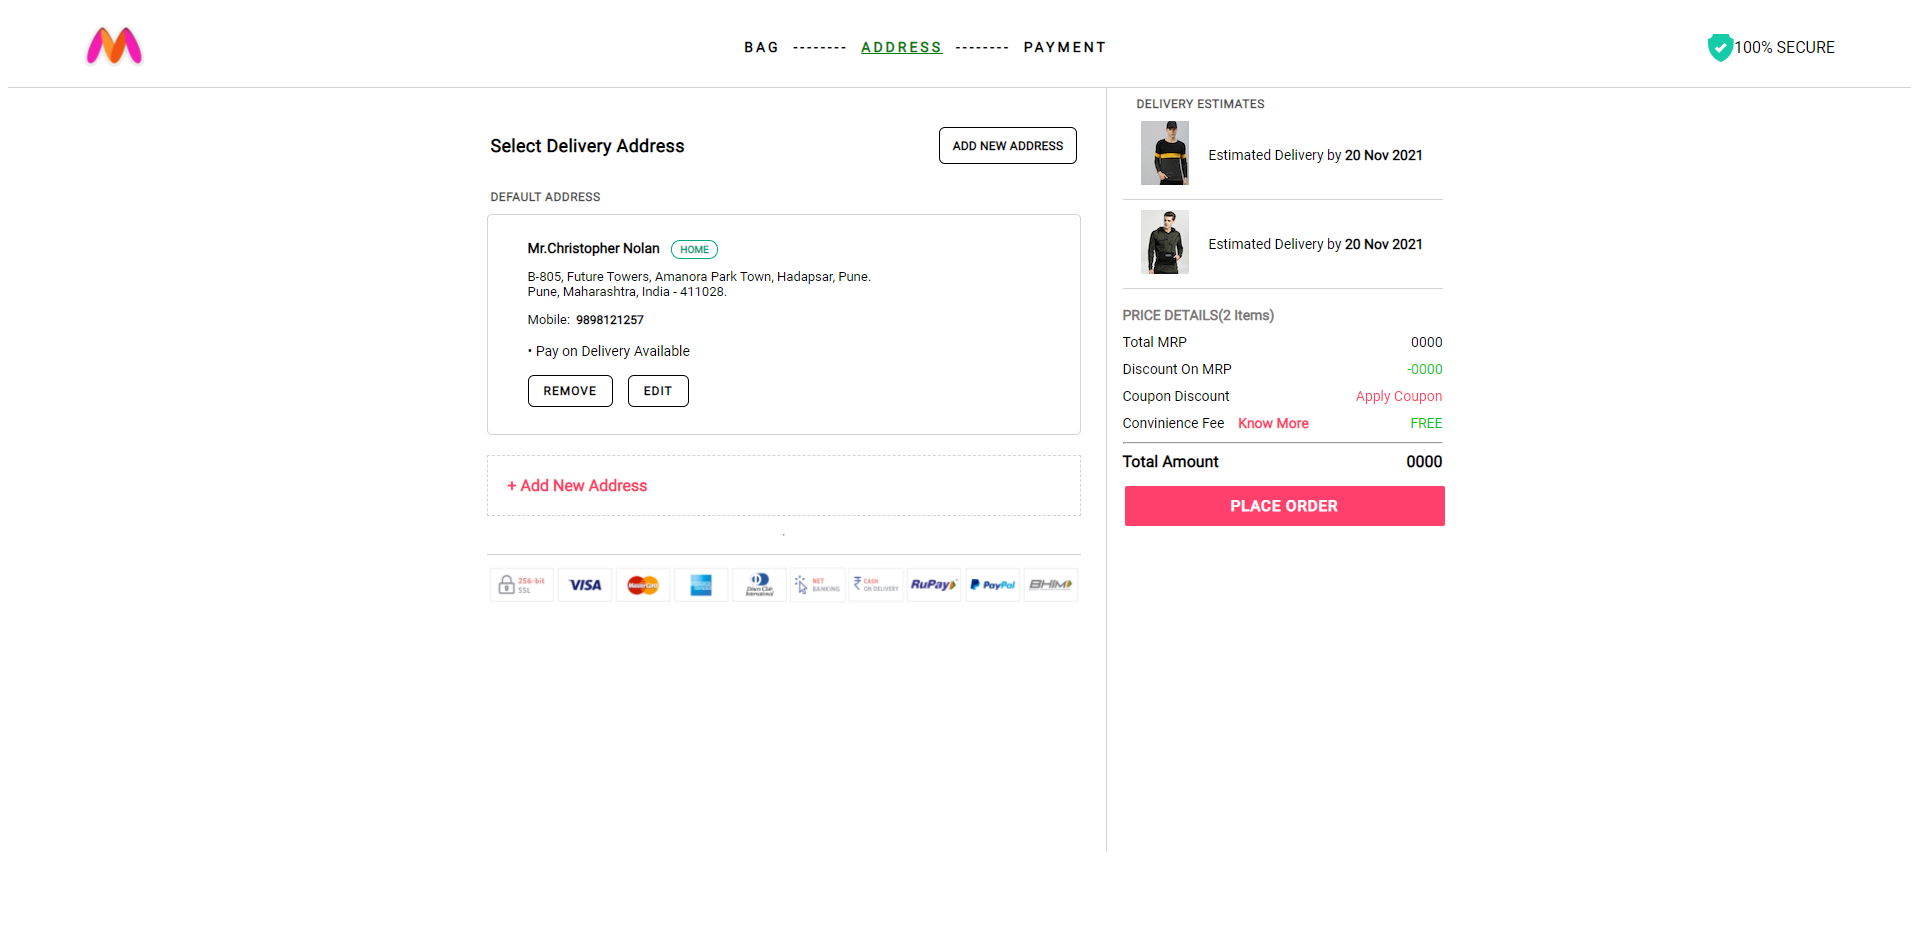 BAG -------- ADDRESS -------- PAYMENT
100% SECURE
Select Delivery Address
ADD NEW ADDRESS
DEFAULT ADDRESS
Mr.Christopher Nolan HOME
B-805, Future Towers, Amanora Park Town, Hadapsar, Pune.
Pune, Maharashtra, India - 411028.
Mobile: 9898121257
• Pay on Delivery Available
REMOVE EDIT
+ Add New Address
256-bit
SSL
VISA
MasterCard
Diners Club
International
NET
BANKING
CASH
ON DELIVERY
RuPay
PayPal
BHIM
DELIVERY ESTIMATES
Estimated Delivery by 20 Nov 2021
Estimated Delivery by 20 Nov 2021
PRICE DETAILS(2 Items)
Total MRP 0000
Discount On MRP -0000
Coupon Discount Apply Coupon
Convinience Fee Know More FREE
Total Amount 0000
PLACE ORDER